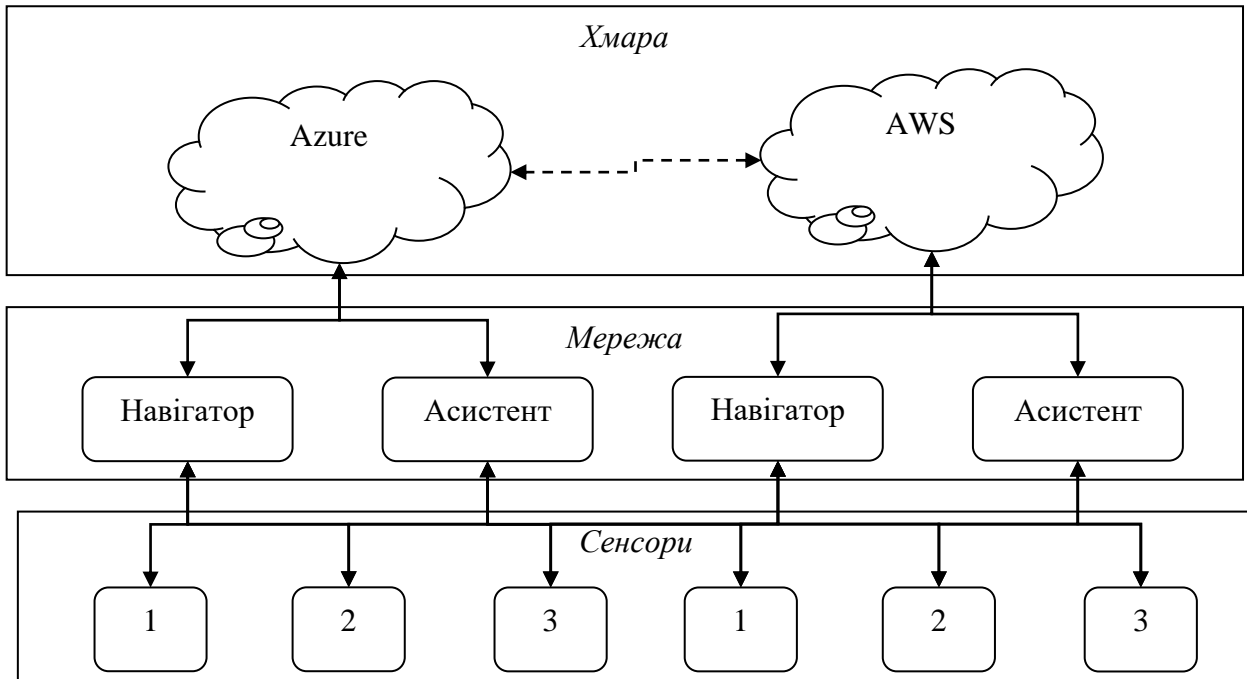 Хмара
Azure
AWS
Мережа
Навігатор
Асистент
Навігатор
Асистент
Сенсори
1
2
3
1
2
3